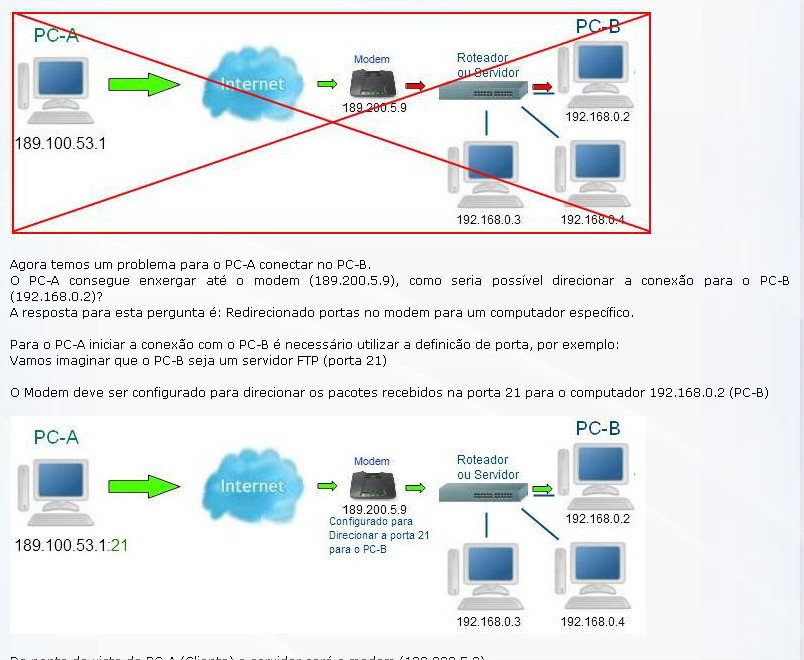 PC-A
PC-B
Internet
Modem
Roteador
ou Servidor
189.200.5.9
192.168.0.2
189.100.53.1
192.168.0.3
192.168.0.4
Agora temos um problema para o PC-A conectar no PC-B.
O PC-A consegue enxergar até o modem (189.200.5.9), como seria possível direcionar a conexão para o PC-B
(192.168.0.2)?
A resposta para esta pergunta é: Redirecionado portas no modem para um computador específico.
Para o PC-A iniciar a conexão com o PC-B é necessário utilizar a definicão de porta, por exemplo:
Vamos imaginar que o PC-B seja um servidor FTP (porta 21)
O Modem deve ser configurado para direcionar os pacotes recebidos na porta 21 para o computador 192.168.0.2 (PC-B)
PC-A
PC-B
Internet
Modem
Roteador
ou Servidor
189.200.5.9
Configurado para
Direcionar a porta 21
para o PC-B
192.168.0.2
189.100.53.1:21
192.168.0.3
192.168.0.4